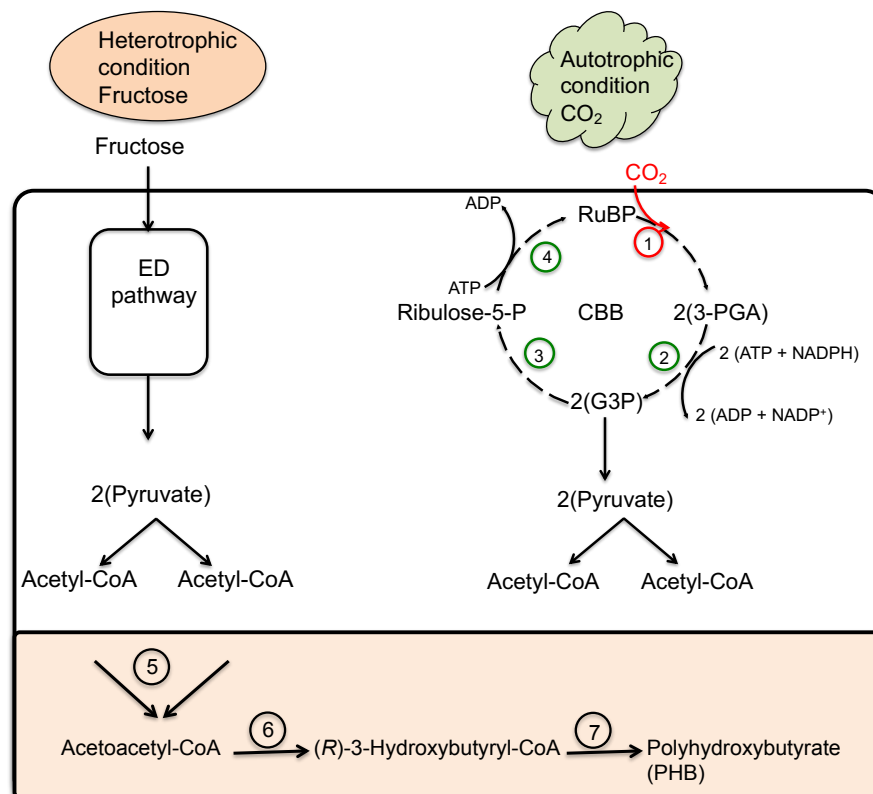 Heterotrophic
condition
Fructose
Autotrophic
condition
CO₂
Fructose
CO₂
ADP
RuBP
1
4
ED
pathway
ATP
Ribulose-5-P
CBB
2(3-PGA)
3
2
2 (ATP + NADPH)
2(G3P)
2 (ADP + NADP⁺)
2(Pyruvate)
2(Pyruvate)
Acetyl-CoA
Acetyl-CoA
Acetyl-CoA
Acetyl-CoA
5
6
7
Acetoacetyl-CoA
(R)-3-Hydroxybutyryl-CoA
Polyhydroxybutyrate
(PHB)